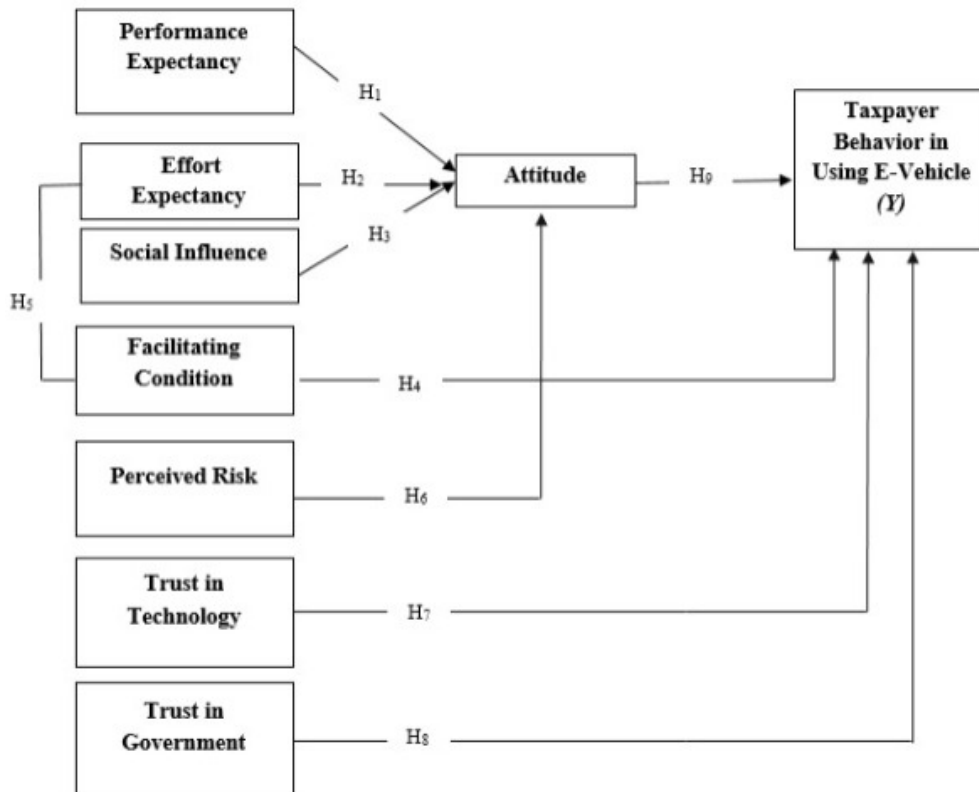 Performance
Expectancy
H₁
Taxpayer
Behavior in
Using E-Vehicle
(Y)
Effort
Expectancy
H₂
Attitude
H₉
Social Influence
H₃
H₅
Facilitating
Condition
H₄
Perceived Risk
H₆
Trust in
Technology
H₇
Trust in
Government
H₈